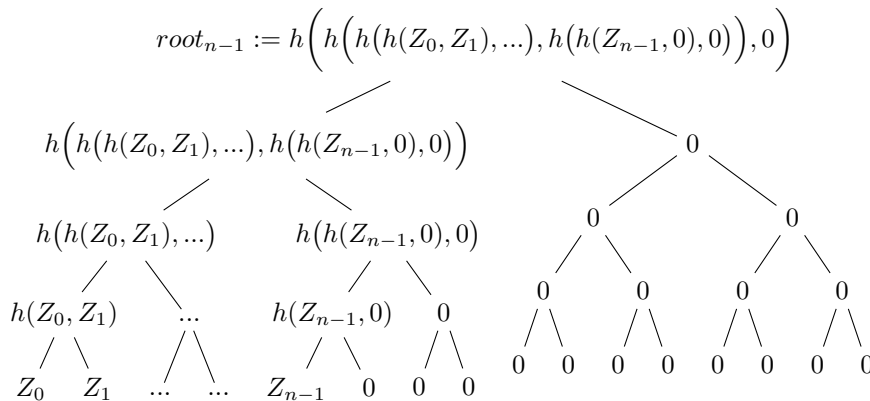 root_{n-1} := h(h(h(h(Z_0, Z_1), ...), h(h(Z_{n-1}, 0), 0)), 0)
h(h(h(Z_0, Z_1), ...), h(h(Z_{n-1}, 0), 0)) 0
h(h(Z_0, Z_1), ...) h(h(Z_{n-1}, 0), 0) 0 0
h(Z_0, Z_1) ... h(Z_{n-1}, 0) 0 0 0 0 0
Z_0 Z_1 ... ... Z_{n-1} 0 0 0 0 0 0 0 0 0 0 0